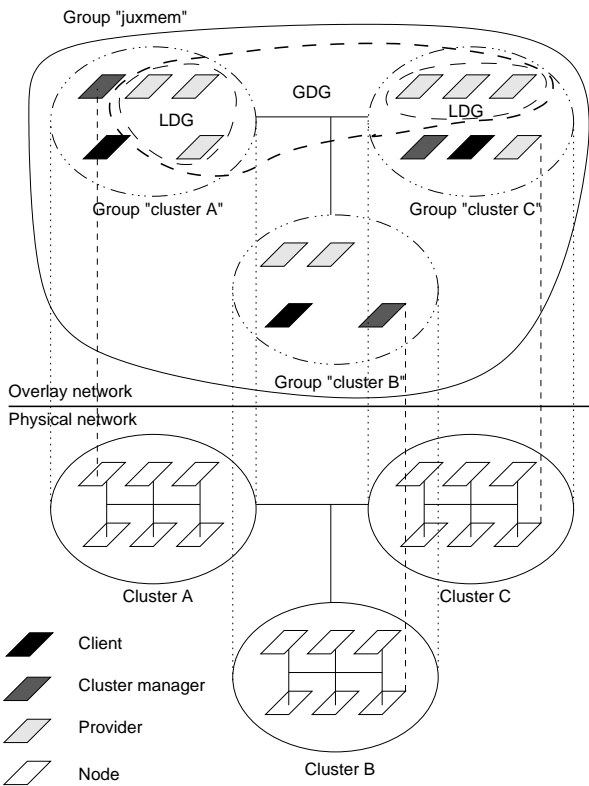 Group "juxmem"
GDG
LDG
LDG
Group "cluster A"
Group "cluster C"
Group "cluster B"
Overlay network
Physical network
Cluster A
Cluster C
Cluster B
Client
Cluster manager
Provider
Node